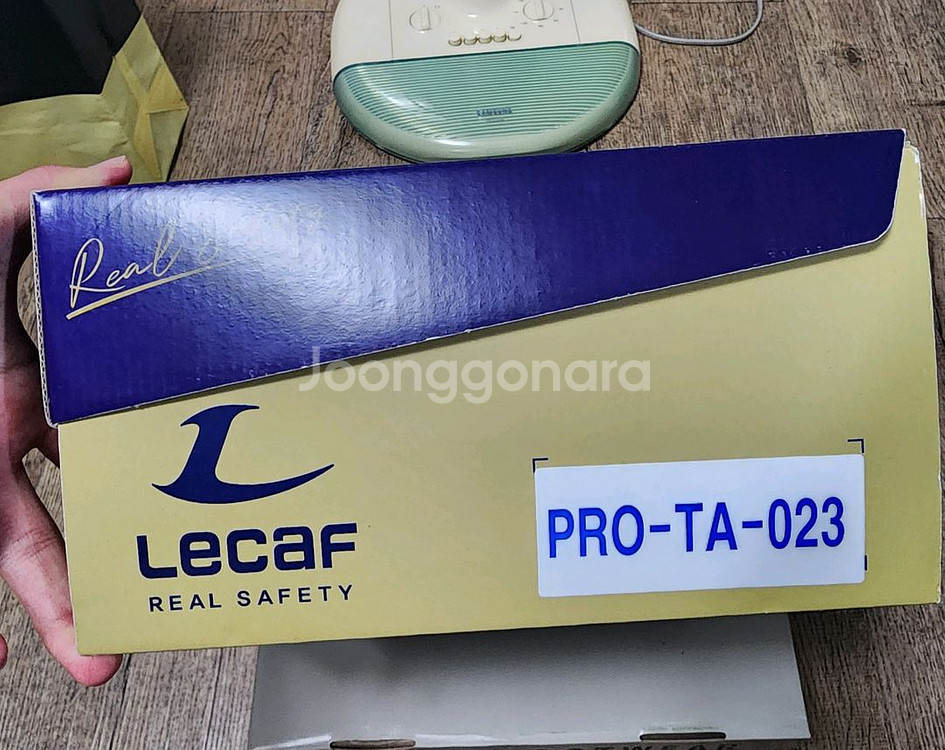 Real
Joonggonara
Lecaf
REAL SAFETY
PRO-TA-023